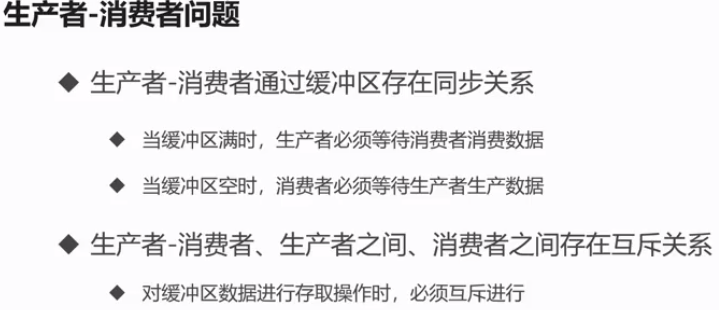 生产者-消费者问题
◆ 生产者-消费者通过缓冲区存在同步关系
◆ 当缓冲区满时，生产者必须等待消费者消费数据
◆ 当缓冲区空时，消费者必须等待生产者生产数据
◆ 生产者-消费者、生产者之间、消费者之间存在互斥关系
◆ 对缓冲区数据进行存取操作时，必须互斥进行